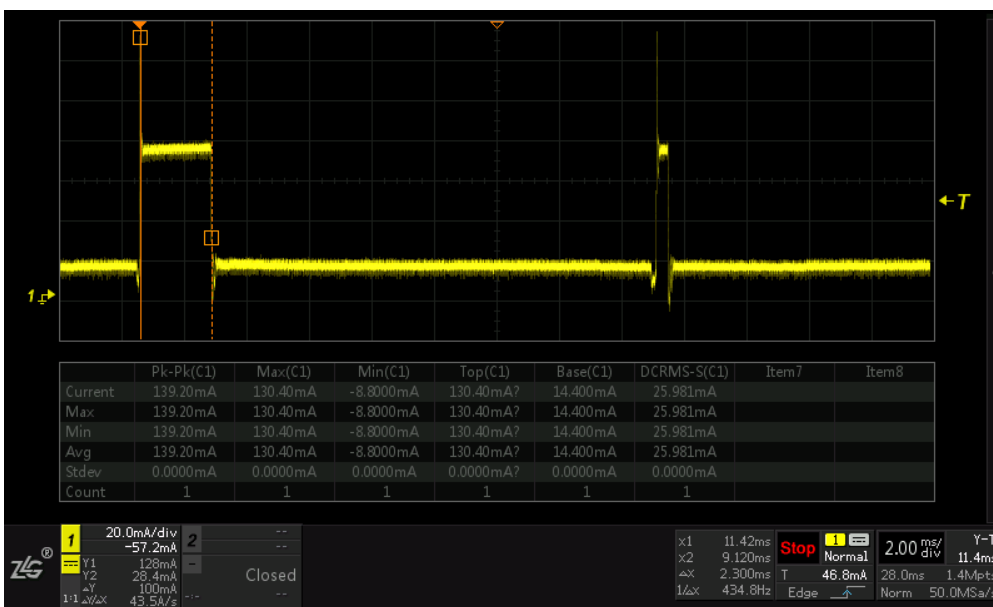 T
1
Pk-Pk(C1) Max(C1) Min(C1) Top(C1) Base(C1) DCRMS-S(C1) Item7 Item8
Current 139.20mA 130.40mA -8.8000mA 130.40mA? 14.400mA 25.981mA
Max 139.20mA 130.40mA -8.8000mA 130.40mA? 14.400mA 25.981mA
Min 139.20mA 130.40mA -8.8000mA 130.40mA? 14.400mA 25.981mA
Avg 139.20mA 130.40mA -8.8000mA 130.40mA? 14.400mA 25.981mA
Stdev 0.0000mA 0.0000mA 0.0000mA 0.0000mA? 0.0000mA 0.0000mA
Count 1 1 1 1 1 1
ZLG®
1 20.0mA/div
-57.2mA
Y1 128mA
Y2 28.4mA
△Y 100mA
1:1 △Y/△X 43.5A/s
2 --
--
--
Closed
-:- --
x1 11.42ms
x2 9.120ms
△X 2.300ms
1/△x 434.8Hz
Stop 1 Normal
T 46.8mA
Edge
2.00 ms/div Y-T
11.4ms
28.0ms 1.4Mpts
Norm 50.0MSa/s